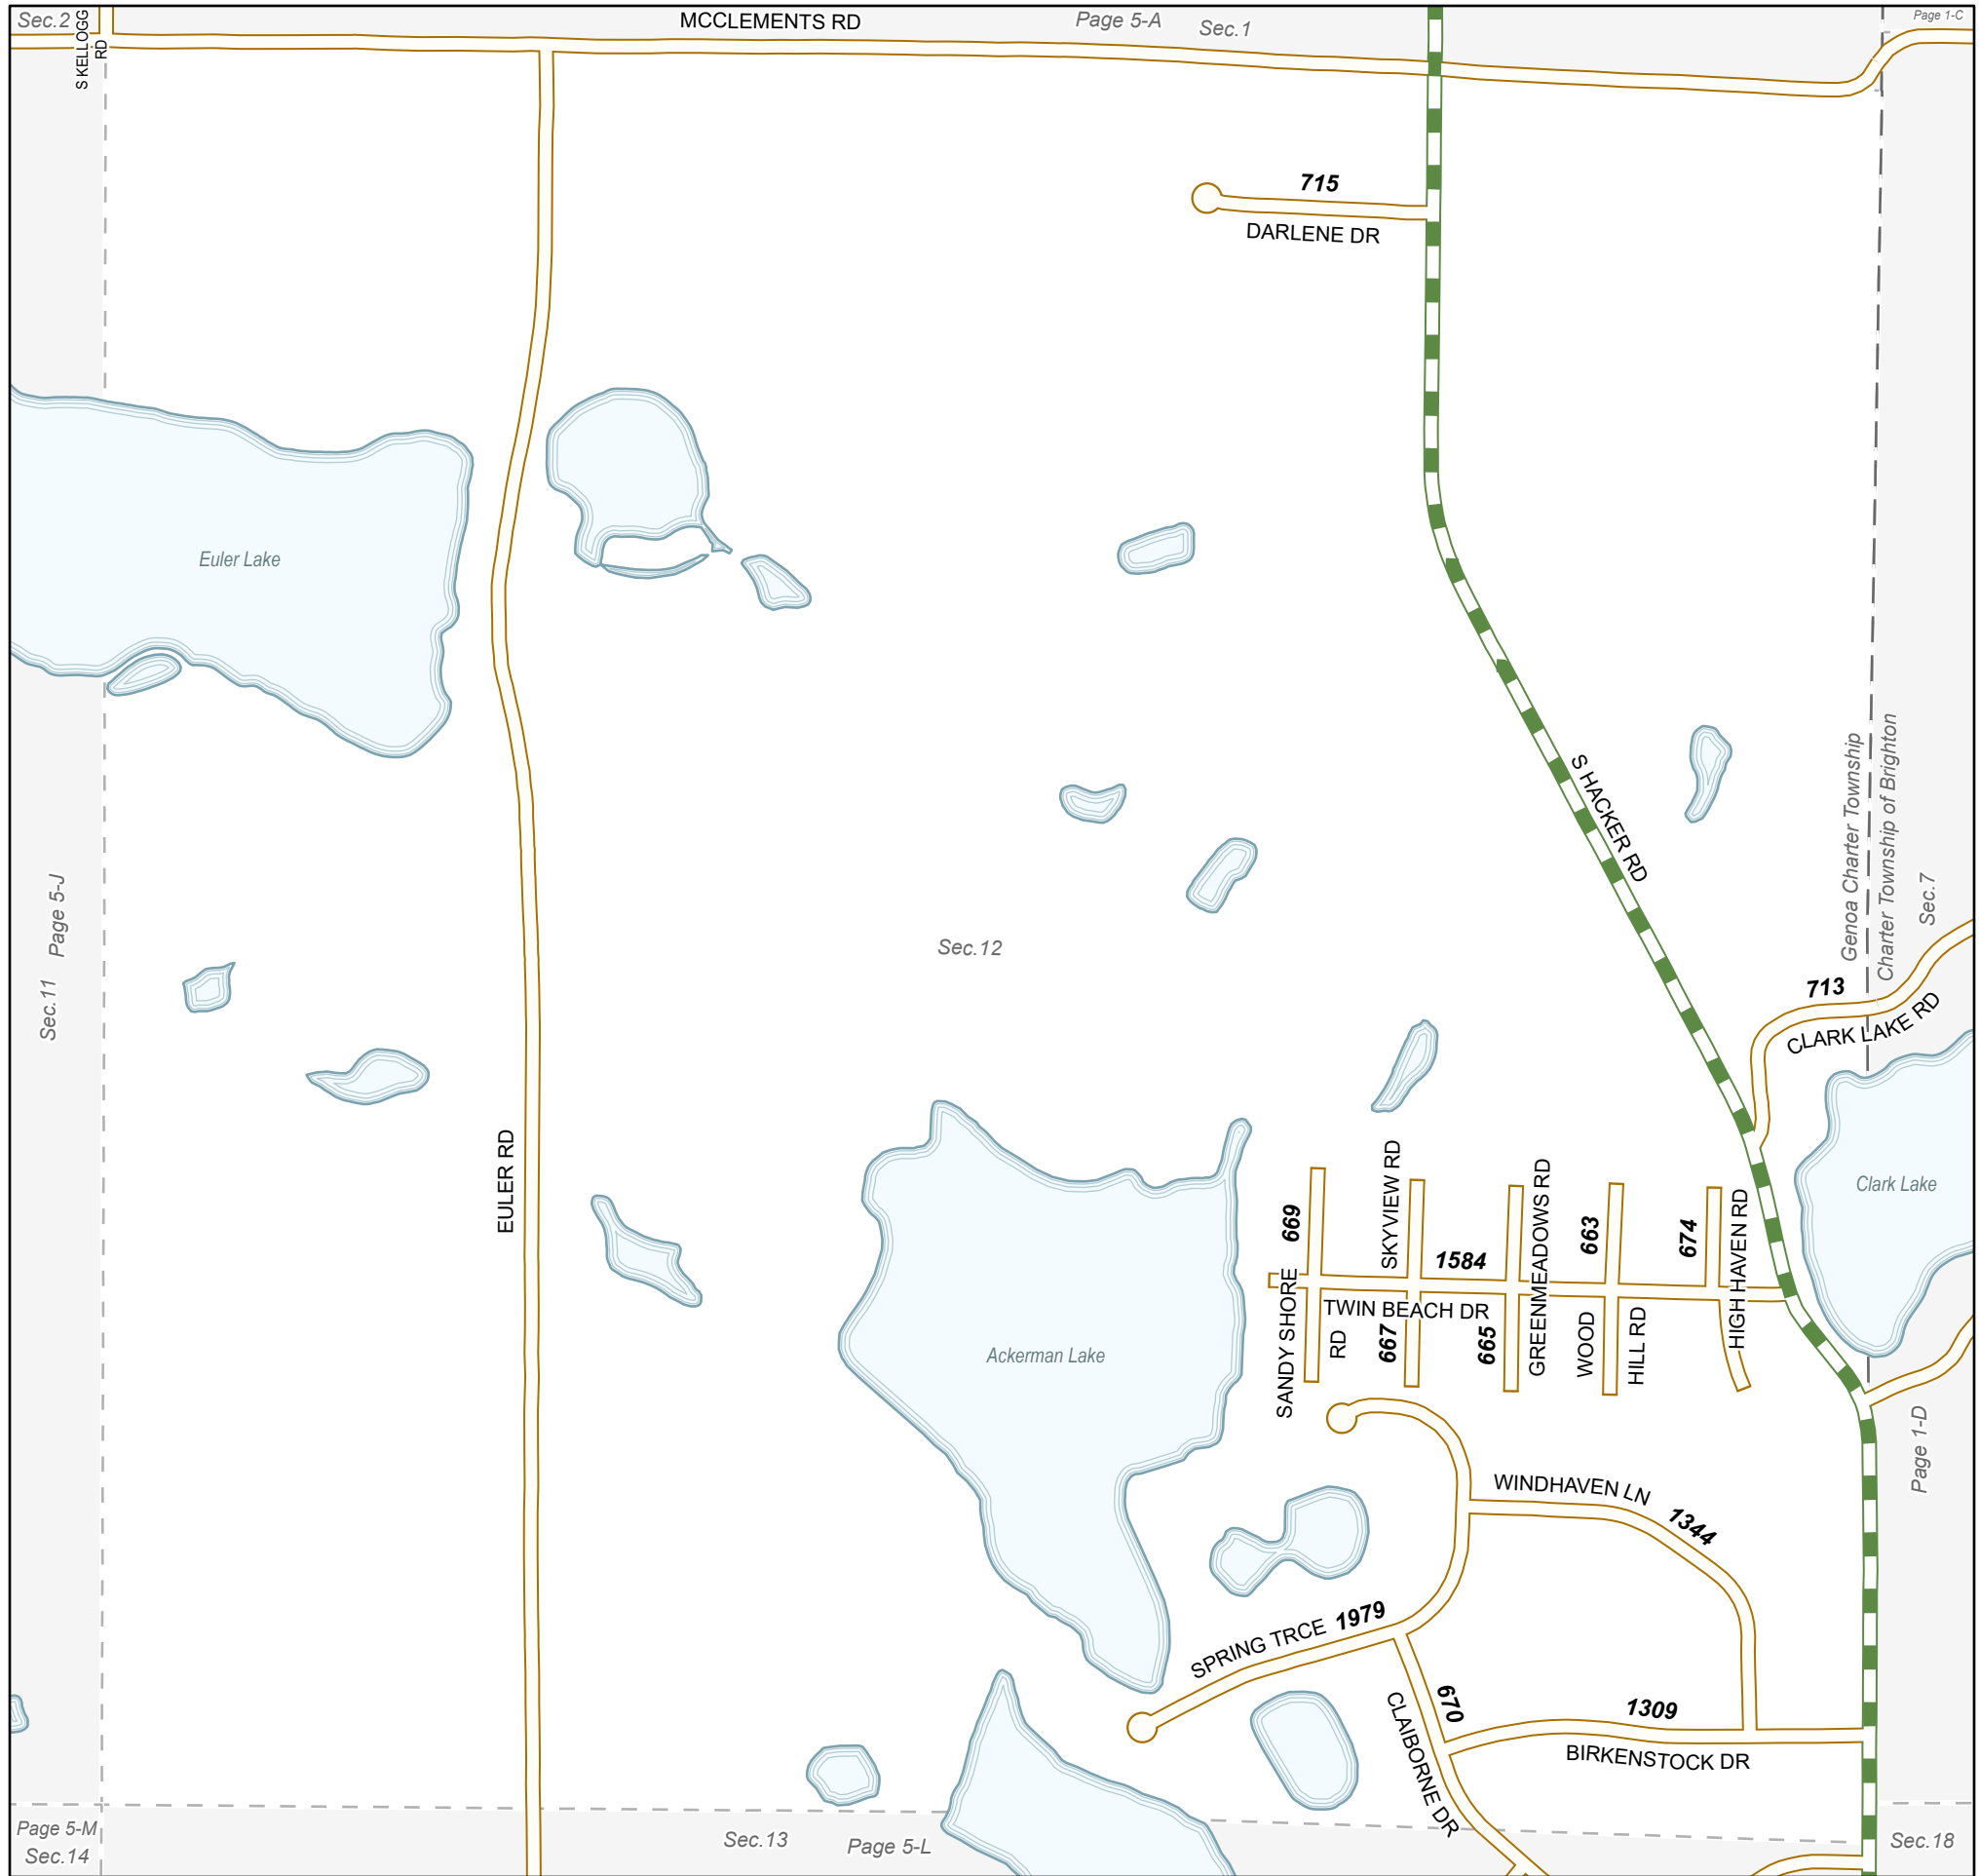 Sec.2
S KELLOGG
RD
MCCLEMENTS RD
Page 5-A
Sec.1
Page 1-C
715
DARLENE DR
Euler Lake
S HACKER RD
Genoa Charter Township
Charter Township of Brighton
Sec.7
Page 5-J
Sec.11
Sec.12
713
CLARK LAKE RD
EULER RD
Clark Lake
669
SKYVIEW RD
1584
GREENMEADOWS RD
663
674
HIGH HAVEN RD
SANDY SHORE
RD
TWIN BEACH DR
667
665
WOOD
HILL RD
Ackerman Lake
Page 1-D
WINDHAVEN LN
1344
SPRING TRCE
1979
670
CLAIBORNE DR
1309
BIRKENSTOCK DR
Page 5-M
Sec.14
Sec.13
Page 5-L
Sec.18